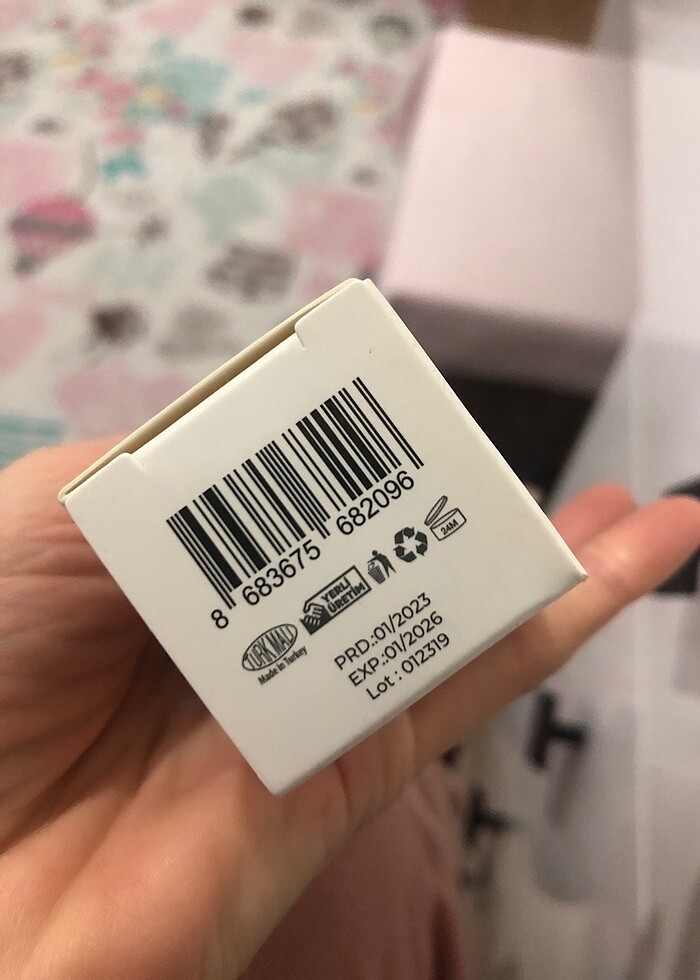 8 683675 682096
TÜRK MALI
Made in Turkey
YERLİ
ÜRETİM
24M
PRD.:01/2023
EXP.:01/2026
Lot : 012319